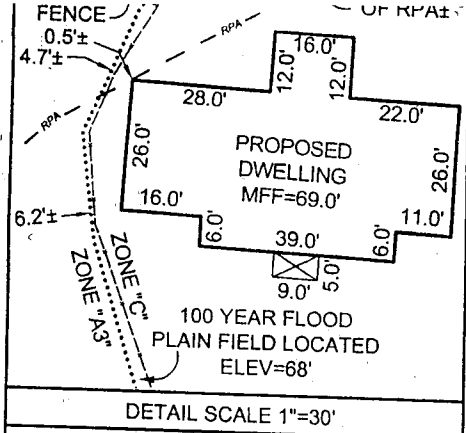 FENCE
OF RPA±
0.5'±
4.7'±
RPA
16.0'
12.0'
12.0'
28.0'
22.0'
RPA
26.0'
PROPOSED
DWELLING
MFF=69.0'
26.0'
16.0'
11.0'
6.2'±
6.0'
39.0'
6.0'
ZONE "C"
ZONE "A3"
9.0'
5.0'
100 YEAR FLOOD
PLAIN FIELD LOCATED
ELEV=68'
DETAIL SCALE 1"=30'